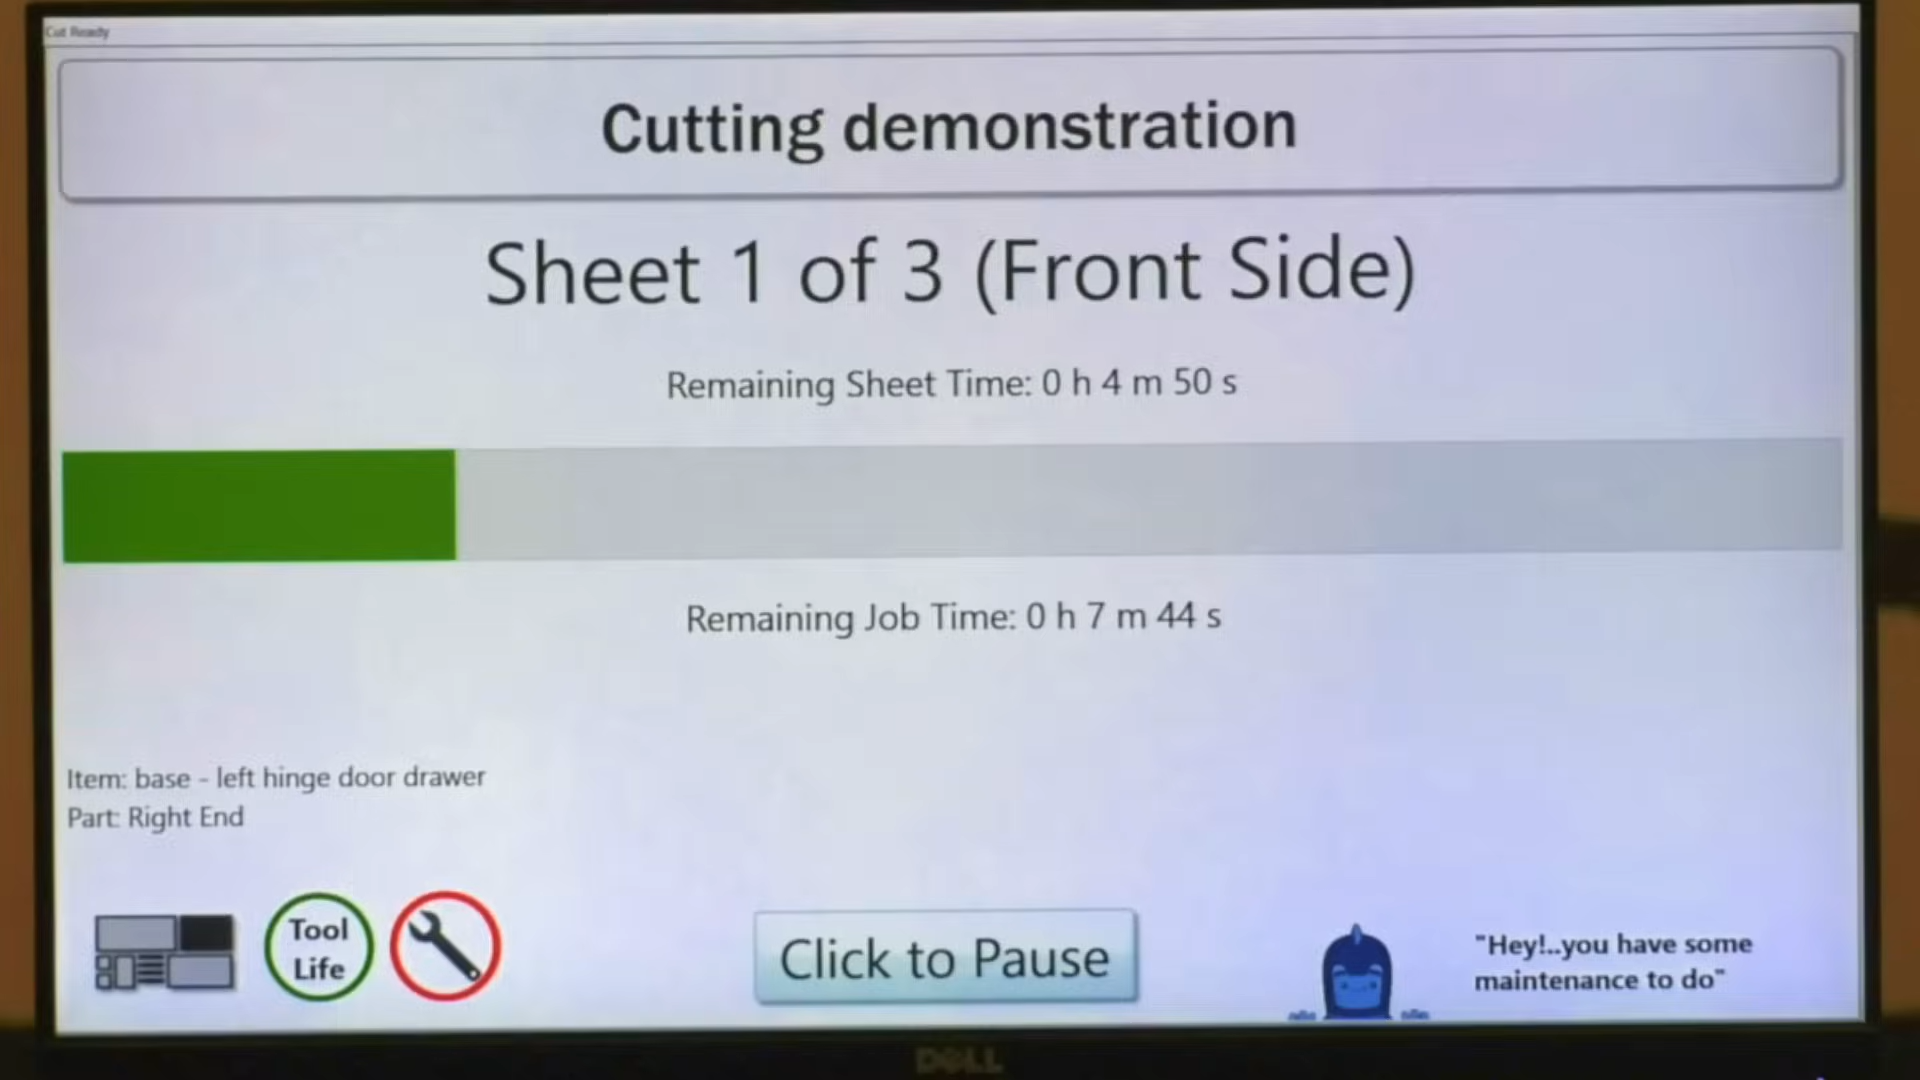 Cut Ready
Cutting demonstration
Sheet 1 of 3 (Front Side)
Remaining Sheet Time: 0 h 4 m 50 s
Remaining Job Time: 0 h 7 m 44 s
Item: base - left hinge door drawer
Part: Right End
Tool
Life
Click to Pause
"Hey!..you have some
maintenance to do"
DELL